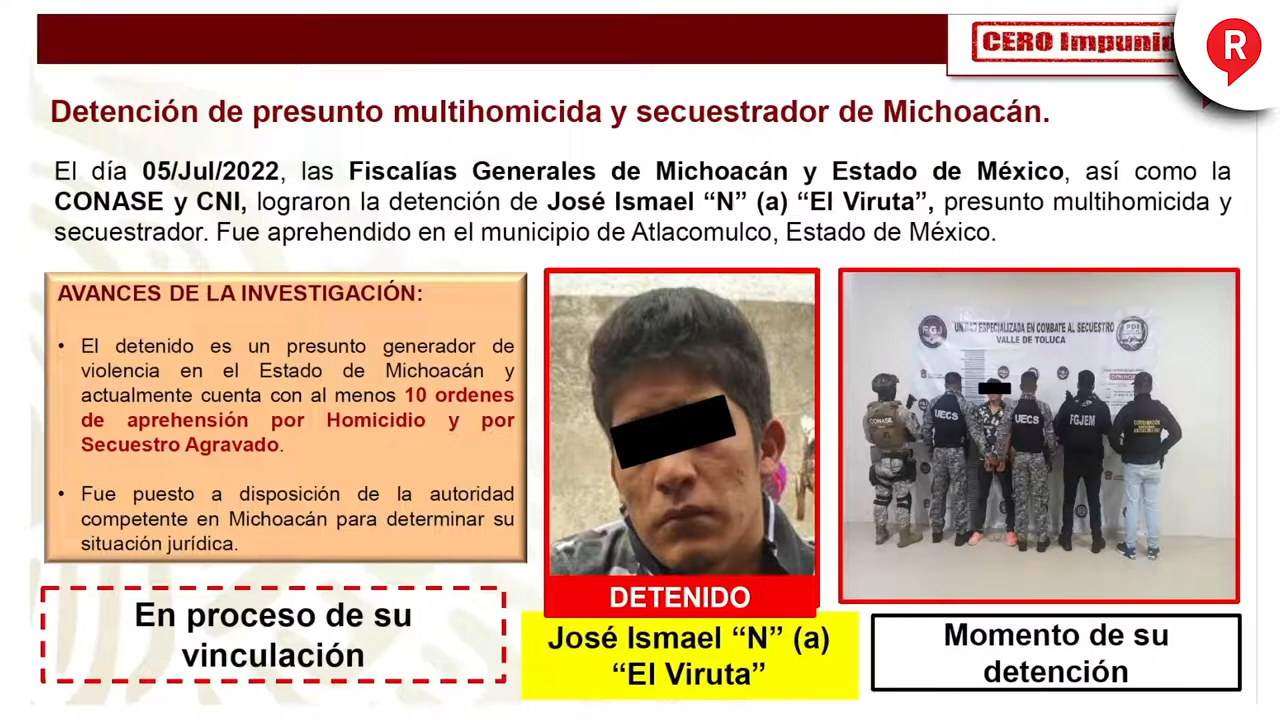 CERO Impunid
R
Detención de presunto multihomicida y secuestrador de Michoacán.
El día 05/Jul/2022, las Fiscalías Generales de Michoacán y Estado de México, así como la
CONASE y CNI, lograron la detención de José Ismael “N” (a) “El Viruta”, presunto multihomicida y
secuestrador. Fue aprehendido en el municipio de Atlacomulco, Estado de México.
AVANCES DE LA INVESTIGACIÓN:
• El detenido es un presunto generador de
violencia en el Estado de Michoacán y
actualmente cuenta con al menos 10 ordenes
de aprehensión por Homicidio y por
Secuestro Agravado.
• Fue puesto a disposición de la autoridad
competente en Michoacán para determinar su
situación jurídica.
En proceso de su
vinculación
DETENIDO
José Ismael “N” (a)
“El Viruta”
FGJ
UNIDAD ESPECIALIZADA EN COMBATE AL SECUESTRO
VALLE DE TOLUCA
PDI
CONASE
UECS
UECS
FGJEM
Momento de su
detención